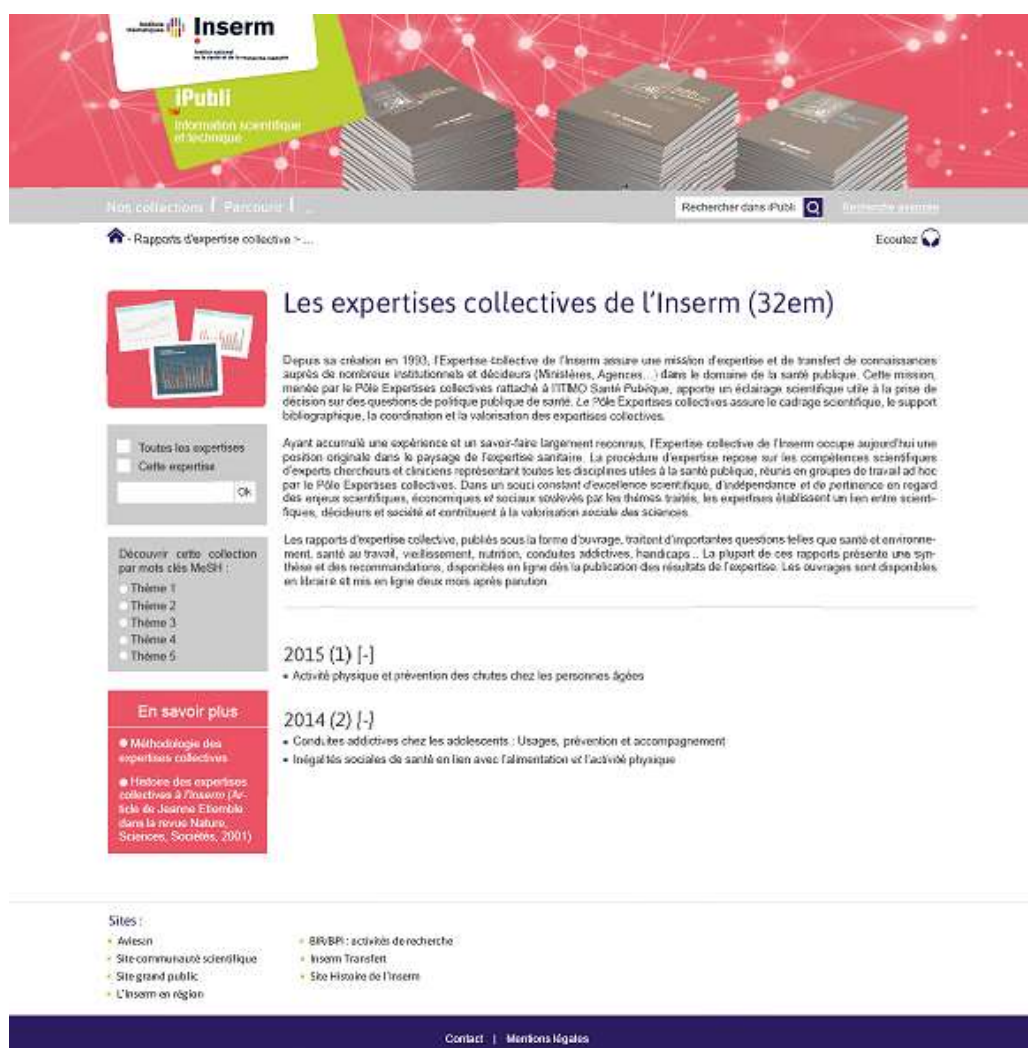 Inserm
iPubli
Information scientifique
et technique
Nos collections | Parcourir | ...
Rechercher dans iPubli
Recherche avancée
- Rapports d'expertise collective > ...
Ecoutez
Les expertises collectives de l'Inserm (32em)
Depuis sa création en 1993, l'Expertise collective de l'Inserm assure une mission d'expertise et de transfert de connaissances
auprès de nombreux institutionnels et décideurs (Ministères, Agences...) dans le domaine de la santé publique. Cette mission,
menée par le Pôle Expertises collectives rattaché à l'ITMO Santé Publique, apporte un éclairage scientifique utile à la prise de
décision sur des questions de politique publique de santé. Le Pôle Expertises collectives assure le cadrage scientifique, le support
bibliographique, la coordination et la valorisation des expertises collectives.
Ayant accumulé une expérience et un savoir-faire largement reconnus, l'Expertise collective de l'Inserm occupe aujourd'hui une
position originale dans le paysage de l'expertise sanitaire. La procédure d'expertise repose sur les compétences scientifiques
d'experts chercheurs et cliniciens représentant toutes les disciplines utiles à la santé publique, réunis en groupes de travail ad hoc
par le Pôle Expertises collectives. Dans un souci constant d'excellence scientifique, d'indépendance et de pertinence en regard
des enjeux scientifiques, économiques et sociaux soulevés par les thèmes traités, les expertises établissent un lien entre scienti-
fiques, décideurs et société et contribuent à la valorisation sociale des sciences.
Les rapports d'expertise collective, publiés sous la forme d'ouvrage, traitent d'importantes questions telles que santé et environne-
ment, santé au travail, vieillissement, nutrition, conduites addictives, handicaps... La plupart de ces rapports présente une syn-
thèse et des recommandations, disponibles en ligne dès la publication des résultats de l'expertise. Les ouvrages sont disponibles
en libraire et mis en ligne deux mois après parution.
Toutes les expertises
Cette expertise
Ok
Découvrir cette collection
par mots clés MeSH :
Thème 1
Thème 2
Thème 3
Thème 4
Thème 5
2015 (1) [-]
• Activité physique et prévention des chutes chez les personnes âgées
2014 (2) [-]
• Conduites addictives chez les adolescents : Usages, prévention et accompagnement
• Inégalités sociales de santé en lien avec l'alimentation et l'activité physique
En savoir plus
• Méthodologie des
expertises collectives
• Histoire des expertises
collectives à l'Inserm (Ar-
ticle de Jeanne Etiemble
dans la revue Nature,
Sciences, Sociétés, 2001)
Sites :
• Aviesan
• Site communauté scientifique
• Site grand public
• L'Inserm en région
• BIR/BPI : activités de recherche
• Inserm Transfert
• Site Histoire de l'Inserm
Contact | Mentions légales